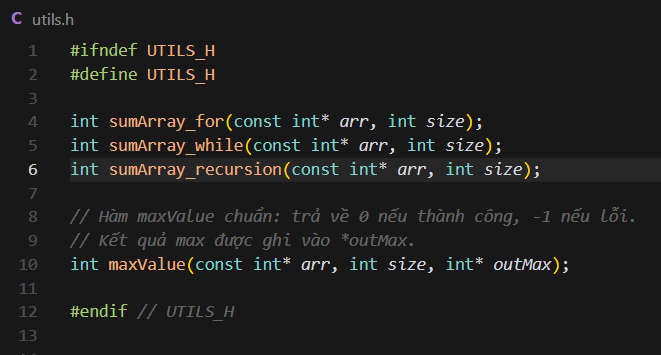 C utils.h
1 #ifndef UTILS_H
2 #define UTILS_H
3
4 int sumArray_for(const int* arr, int size);
5 int sumArray_while(const int* arr, int size);
6 int sumArray_recursion(const int* arr, int size);
7
8 // Hàm maxValue chuẩn: trả về 0 nếu thành công, -1 nếu lỗi.
9 // Kết quả max được ghi vào *outMax.
10 int maxValue(const int* arr, int size, int* outMax);
11
12 #endif // UTILS_H
13